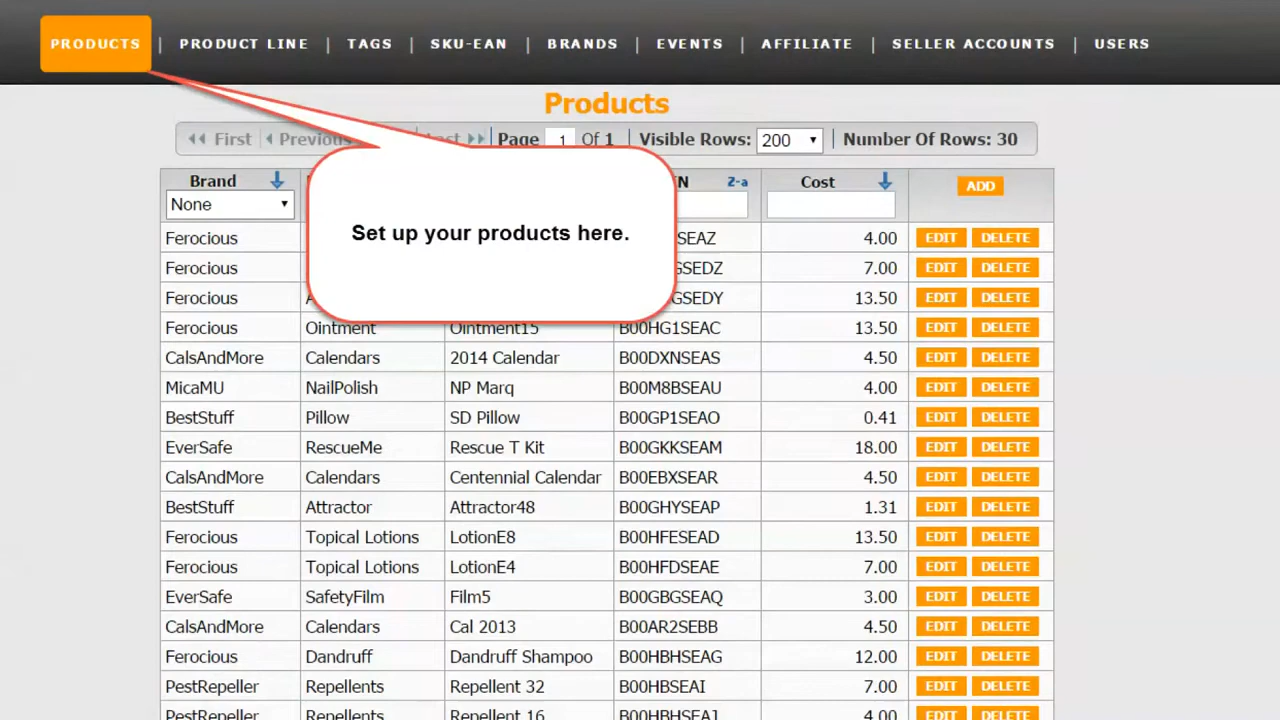 PRODUCTS | PRODUCT LINE | TAGS | SKU-EAN | BRANDS | EVENTS | AFFILIATE | SELLER ACCOUNTS | USERS
Products
First | Previous Last Page 1 Of 1 Visible Rows: 200 Number Of Rows: 30
Brand Z-a Cost ADD
None
Set up your products here.
Ferocious 4.00 EDIT DELETE
Ferocious 7.00 EDIT DELETE
Ferocious 13.50 EDIT DELETE
Ferocious Ointment Ointment15 B00HG1SEAC 13.50 EDIT DELETE
CalsAndMore Calendars 2014 Calendar B00DXNSEAS 4.50 EDIT DELETE
MicaMU NailPolish NP Marq B00M8BSEAU 4.00 EDIT DELETE
BestStuff Pillow SD Pillow B00GP1SEAO 0.41 EDIT DELETE
EverSafe RescueMe Rescue T Kit B00GKKSEAM 18.00 EDIT DELETE
CalsAndMore Calendars Centennial Calendar B00EBXSEAR 4.50 EDIT DELETE
BestStuff Attractor Attractor48 B00GHYSEAP 1.31 EDIT DELETE
Ferocious Topical Lotions LotionE8 B00HFESEAD 13.50 EDIT DELETE
Ferocious Topical Lotions LotionE4 B00HFDSEAE 7.00 EDIT DELETE
EverSafe SafetyFilm Film5 B00GBGSEAQ 3.00 EDIT DELETE
CalsAndMore Calendars Cal 2013 B00AR2SEBB 4.50 EDIT DELETE
Ferocious Dandruff Dandruff Shampoo B00HBHSEAG 12.00 EDIT DELETE
PestRepeller Repellents Repellent 32 B00HBSEAI 7.00 EDIT DELETE
PestRepeller Repellents Repellent 16 B00HBHSEAJ 4.00 EDIT DELETE